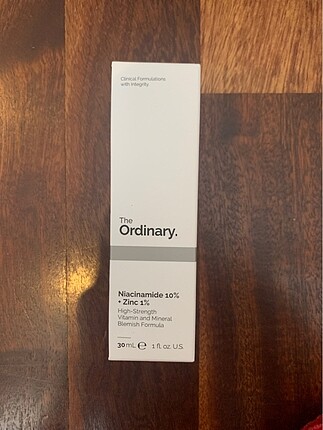 Clinical Formulations
with Integrity.
The
Ordinary.
Niacinamide 10%
+ Zinc 1%
High-Strength
Vitamin and Mineral
Blemish Formula
30 mL ℮ 1 fl. oz. U.S.